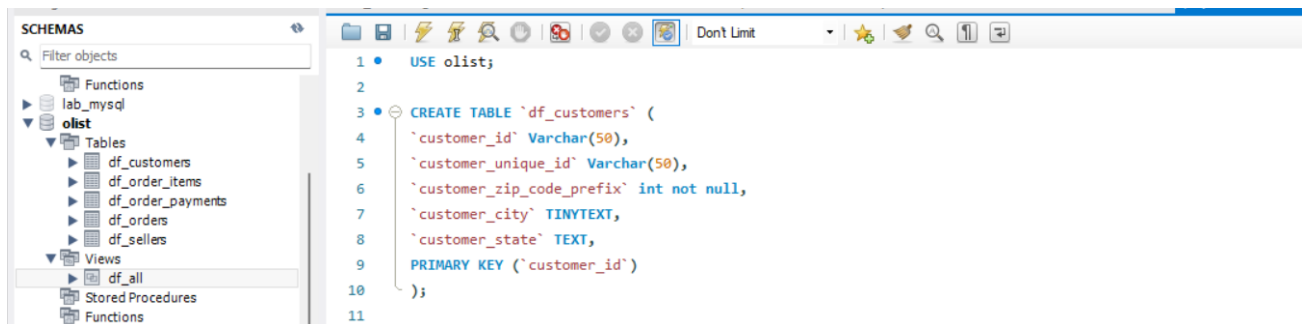 SCHEMAS
Filter objects
Functions
lab_mysql
olist
Tables
df_customers
df_order_items
df_order_payments
df_orders
df_sellers
Views
df_all
Stored Procedures
Functions
Don't Limit
1 USE olist;
2
3 CREATE TABLE `df_customers` (
4 `customer_id` Varchar(50),
5 `customer_unique_id` Varchar(50),
6 `customer_zip_code_prefix` int not null,
7 `customer_city` TINYTEXT,
8 `customer_state` TEXT,
9 PRIMARY KEY (`customer_id`)
10 );
11